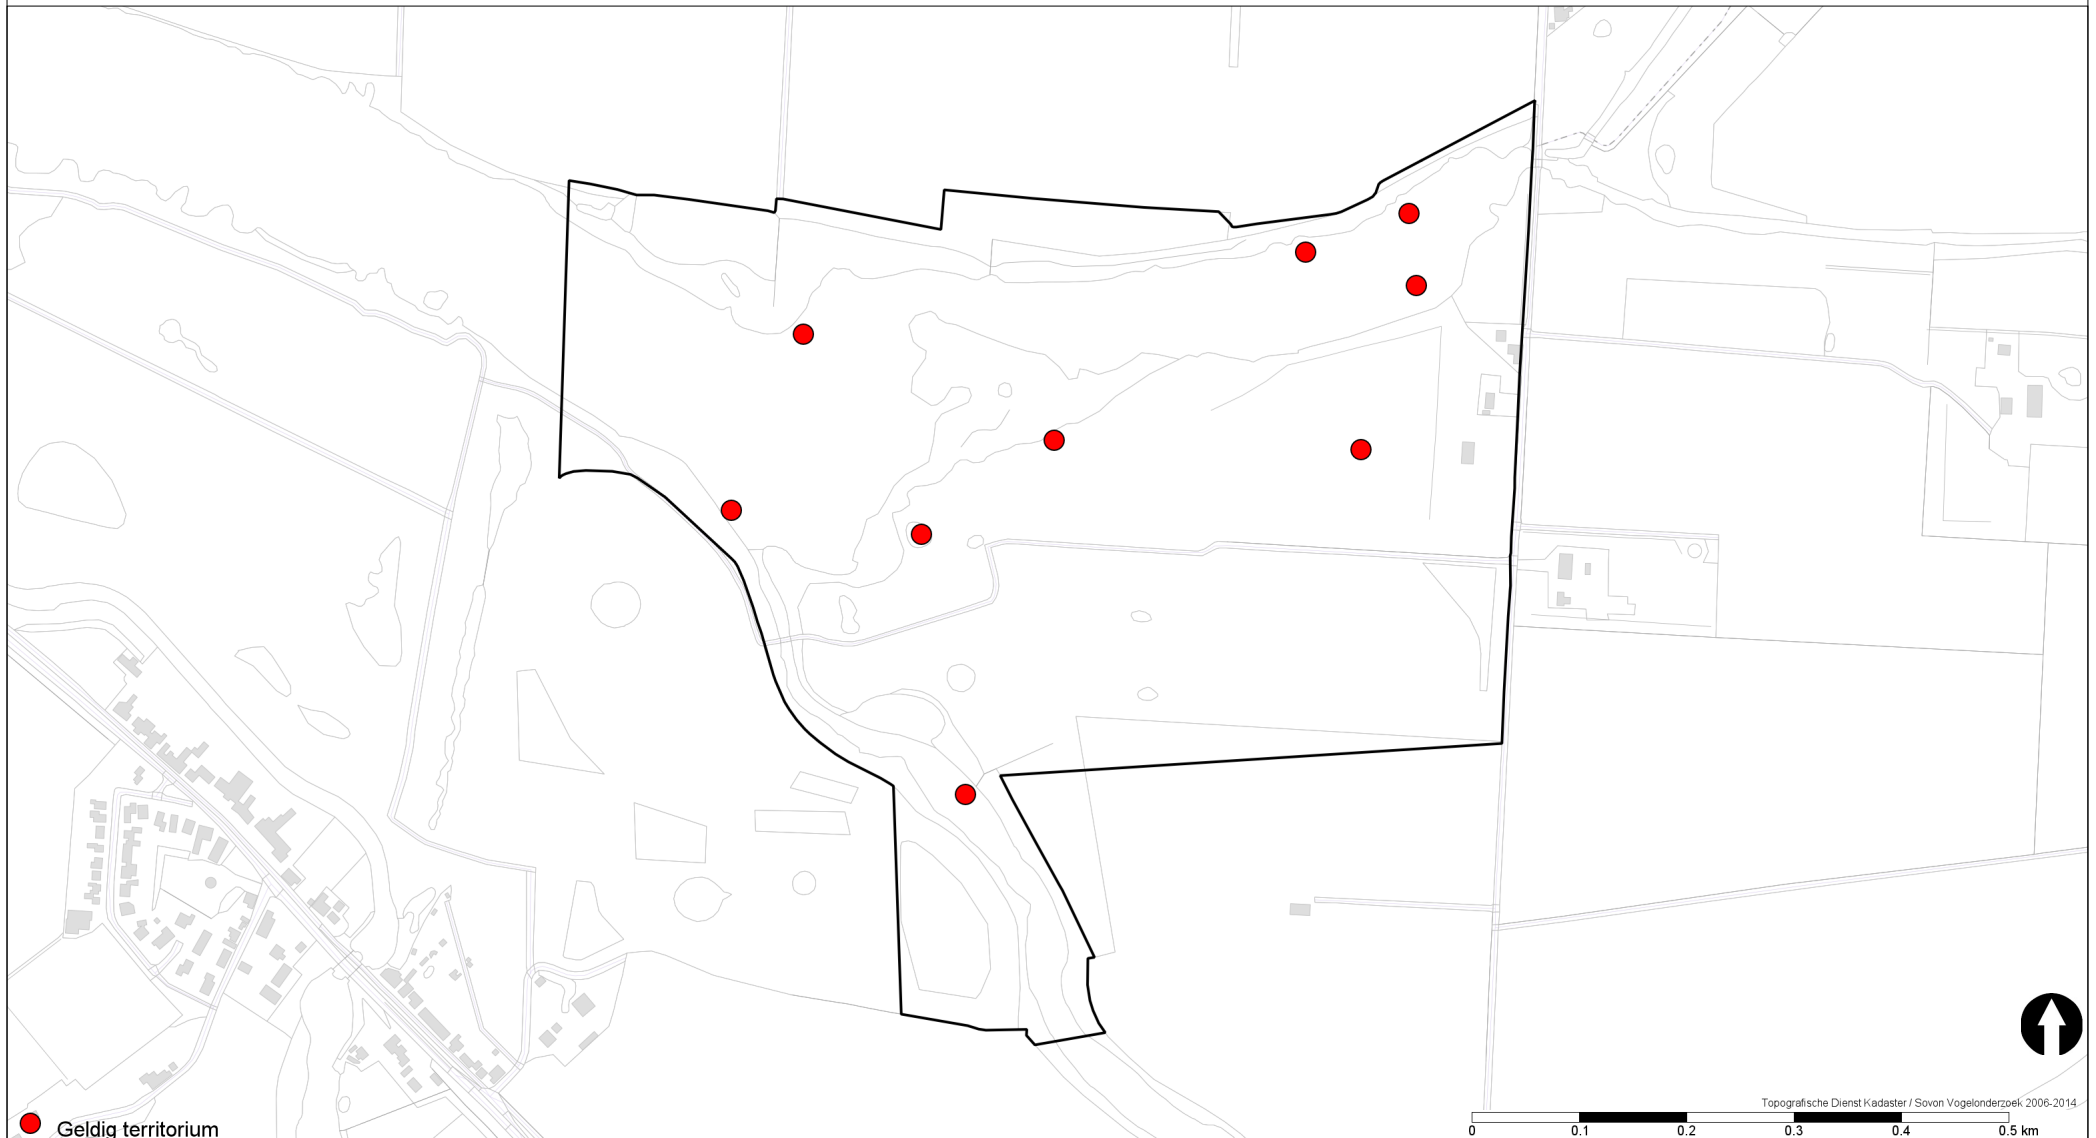 Topografische Dienst Kadaster / Sovon Vogelonderzoek 2006-2014
0 0.1 0.2 0.3 0.4 0.5 km
Geldig territorium